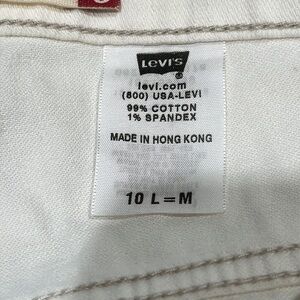 LEVI'S
levi.com
(800) USA-LEVI
99% COTTON
1% SPANDEX
MADE IN HONG KONG
10 L=M